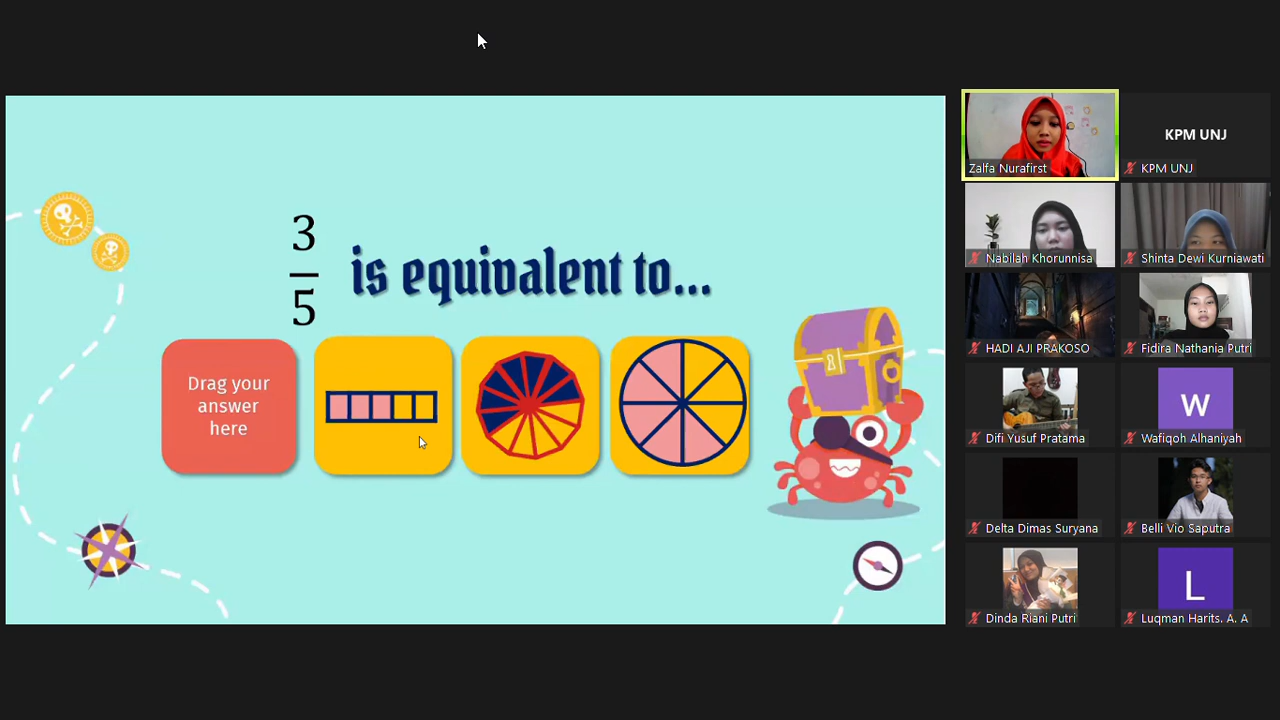 3
5
is equivalent to...
Drag your
answer
here
Zalfa Nurafirst
KPM UNJ
KPM UNJ
Nabilah Khorunnisa
Shinta Dewi Kurniawati
HADI AJI PRAKOSO
Fidira Nathania Putri
Difi Yusuf Pratama
W
Wafiqoh Alhaniyah
Delta Dimas Suryana
Belli Vio Saputra
Dinda Riani Putri
L
Luqman Harits. A. A